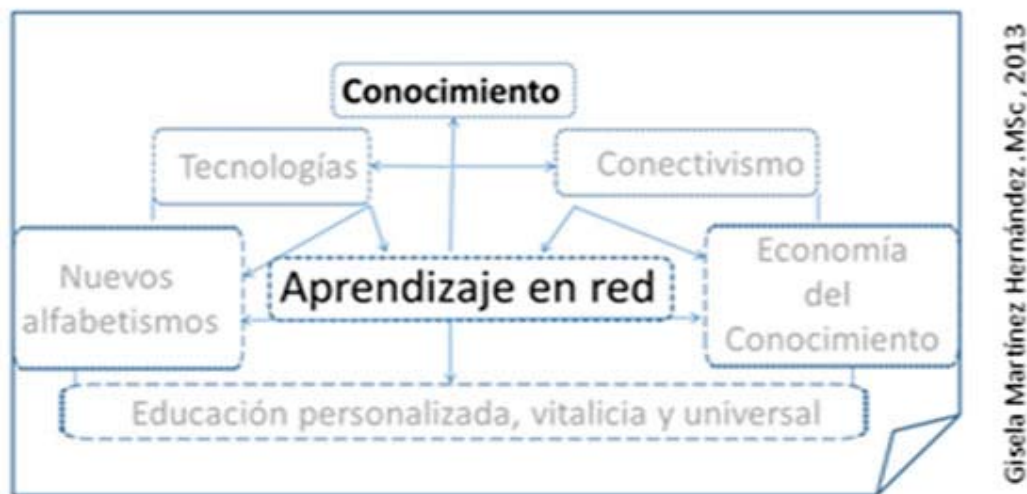 Conocimiento
Tecnologías
Conectivismo
Nuevos
alfabetismos
Aprendizaje en red
Economía
del
Conocimiento
Educación personalizada, vitalicia y universal
Gisela Martínez Hernández .MSc , 2013